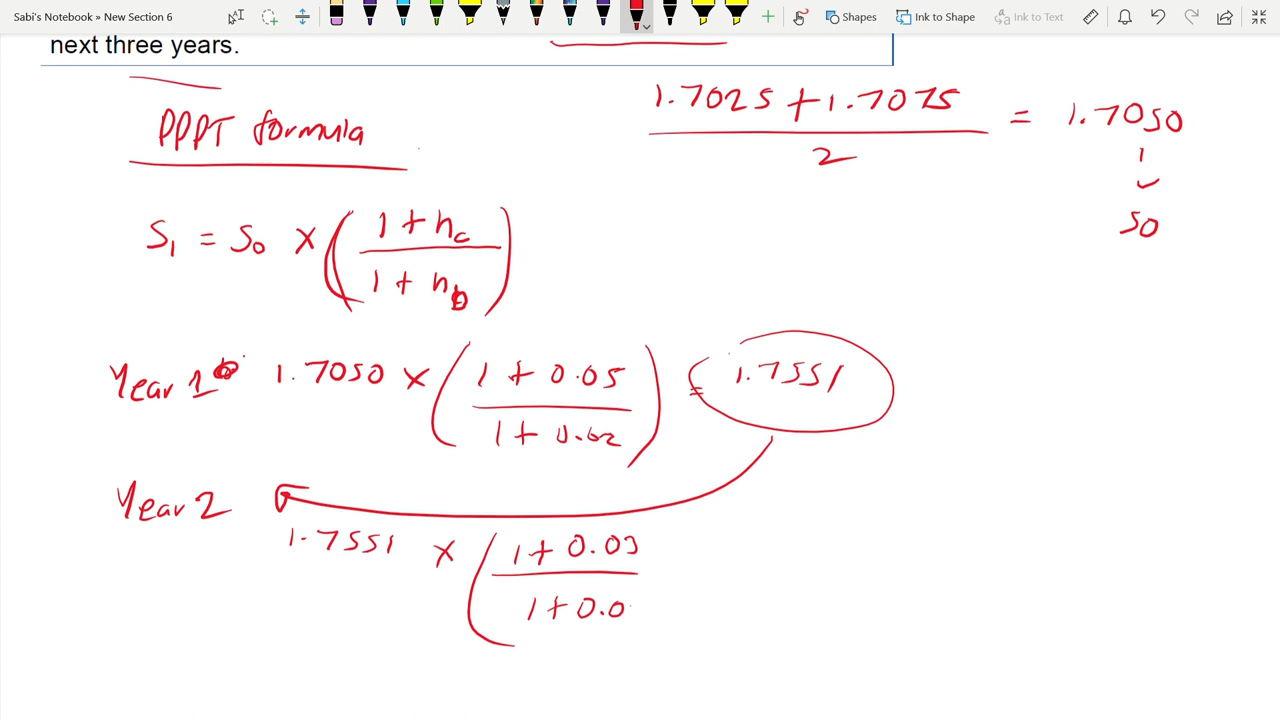 Sabi's Notebook » New Section 6
Shapes Ink to Shape Ink to Text
next three years.
1.7025 + 1.7075 = 1.7050
2
S0
PPPT formula
S1 = S0 × ( 1 + hc
1 + hb )
Year 1 1.7050 × ( 1 + 0.05 = 1.7551
1 + 0.02 )
Year 2
1.7551 × ( 1 + 0.03
1 + 0.0